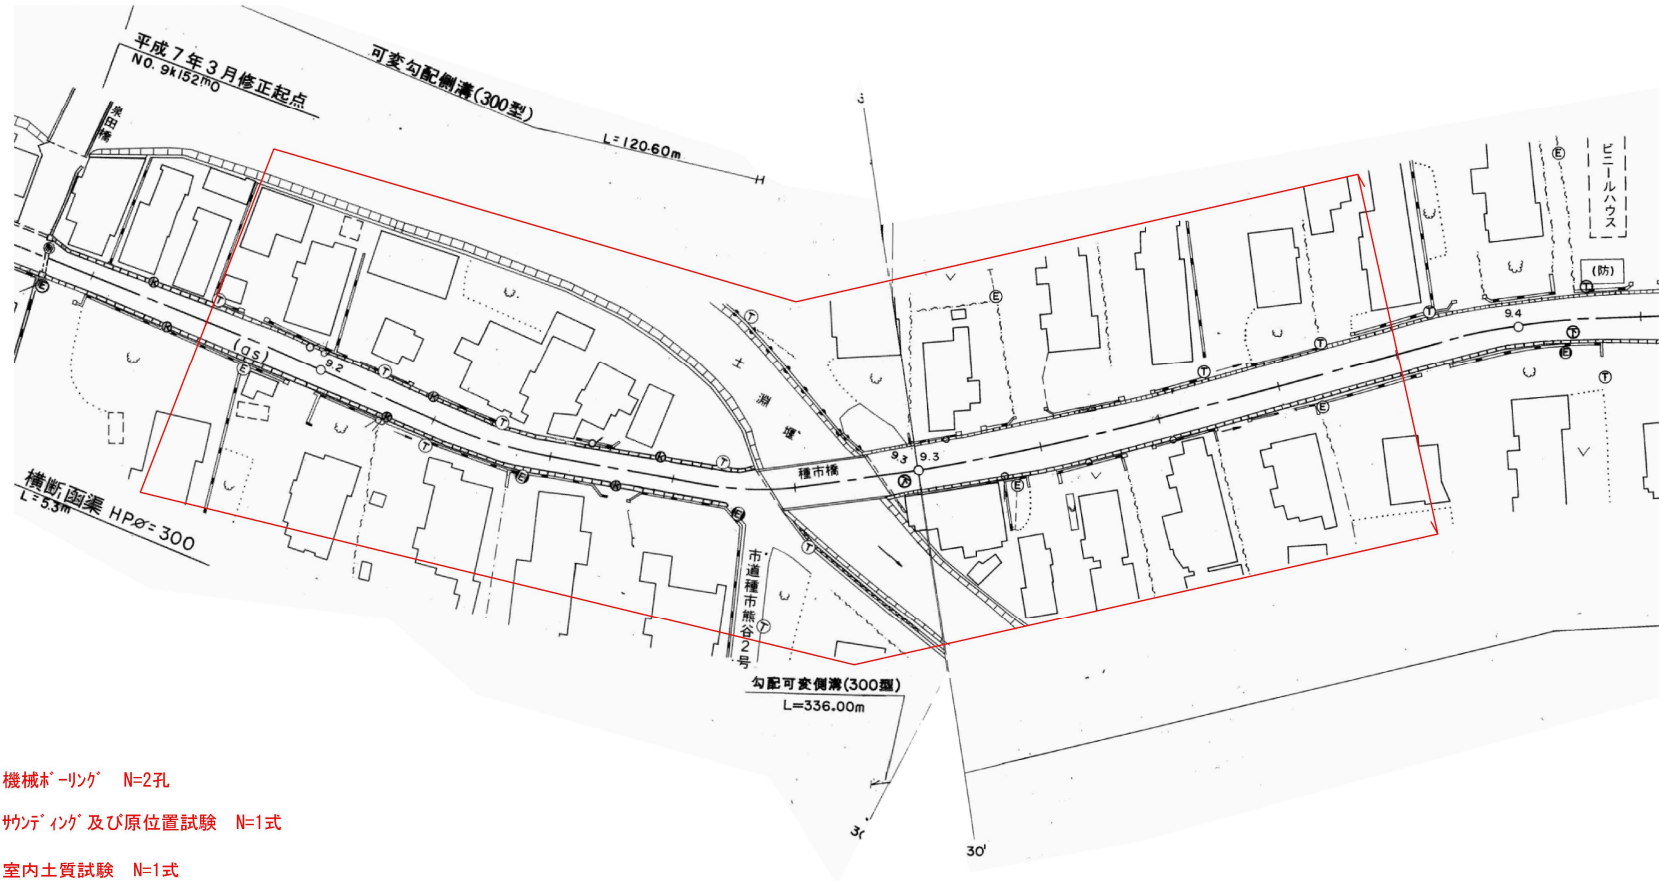 平成7年3月修正起点
NO. 9k152ᵐ0
可変勾配側溝(300型)
L=120.60m
泉田橋
ビニールハウス
(防)
9.4
(as)
9.2
土淵堰
種市橋
9.3
9.3
横断函渠 HPØ=300
L=5.3m
市道種市熊谷2号
勾配可変側溝(300型)
L=336.00m
30'
機械ボーリング N=2孔
サウンディング及び原位置試験 N=1式
室内土質試験 N=1式